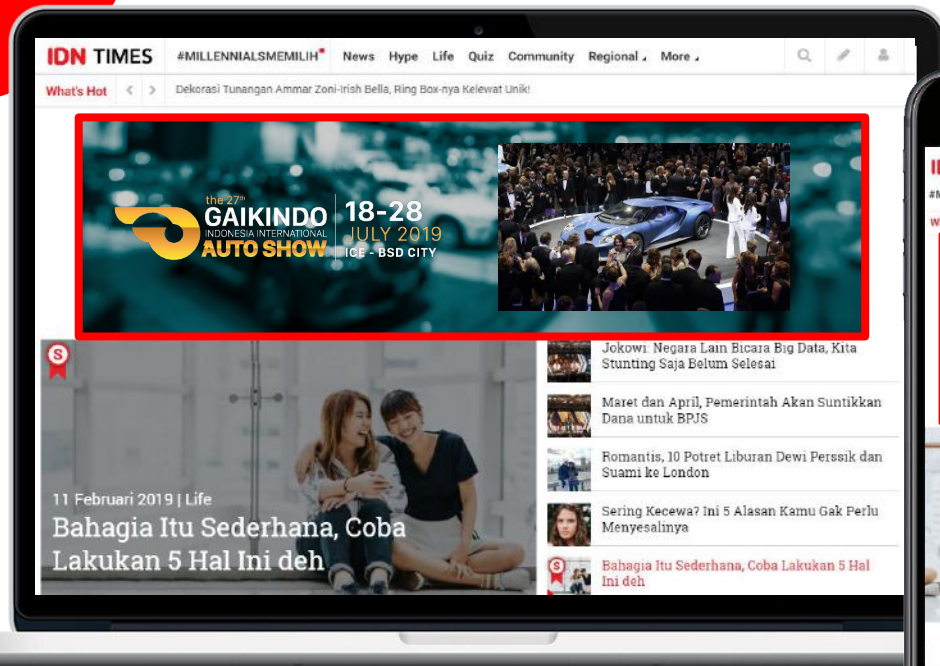 IDN TIMES #MILLENNIALSMEMILIH News Hype Life Quiz Community Regional More
What's Hot Dekorasi Tunangan Ammar Zoni-Irish Bella, Ring Box-nya Kelewat Unik!
the 27th
GAIKINDO
INDONESIA INTERNATIONAL
AUTO SHOW
18-28
JULY 2019
ICE - BSD CITY
S
11 Februari 2019 | Life
Bahagia Itu Sederhana, Coba
Lakukan 5 Hal Ini deh
Jokowi: Negara Lain Bicara Big Data, Kita
Stunting Saja Belum Selesai
Maret dan April, Pemerintah Akan Suntikkan
Dana untuk BPJS
Romantis, 10 Potret Liburan Dewi Perssik dan
Suami ke London
Sering Kecewa? Ini 5 Alasan Kamu Gak Perlu
Menyesalinya
S
Bahagia Itu Sederhana, Coba Lakukan 5 Hal
Ini deh